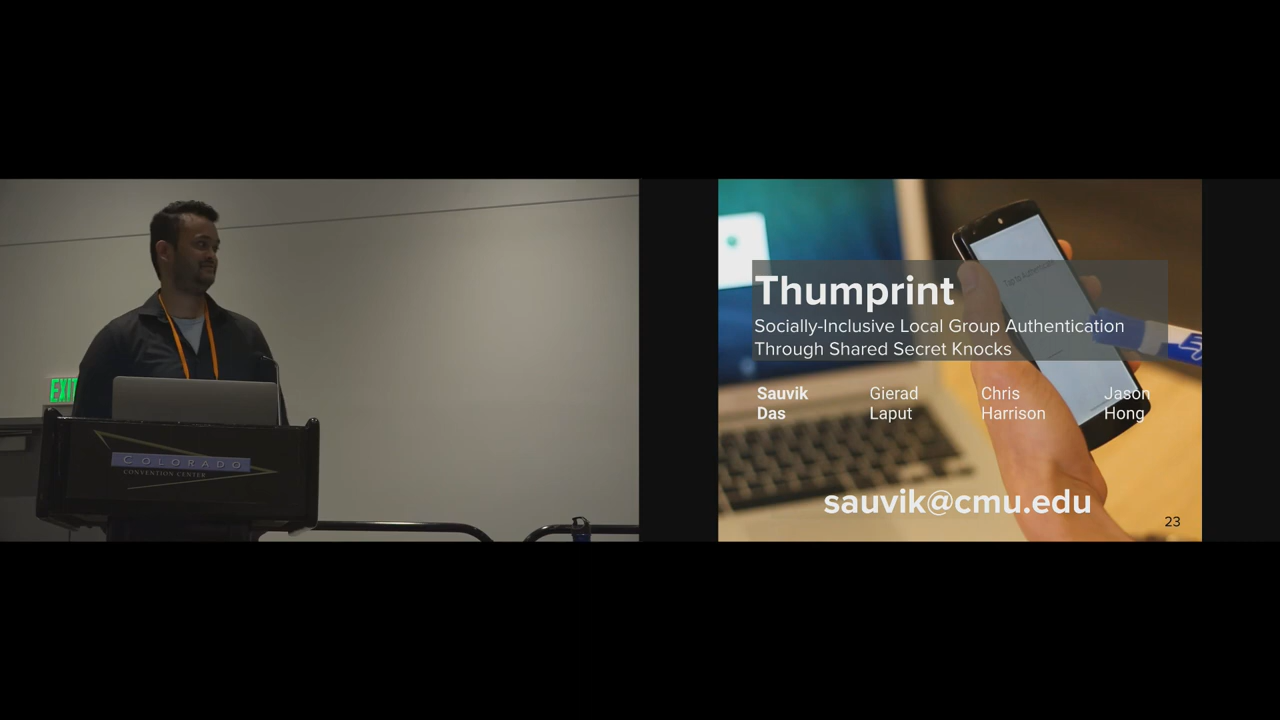 EXIT
COLORADO
CONVENTION CENTER
Thumprint
Socially-Inclusive Local Group Authentication
Through Shared Secret Knocks
Sauvik Das
Gierad Laput
Chris Harrison
Jason Hong
sauvik@cmu.edu
23